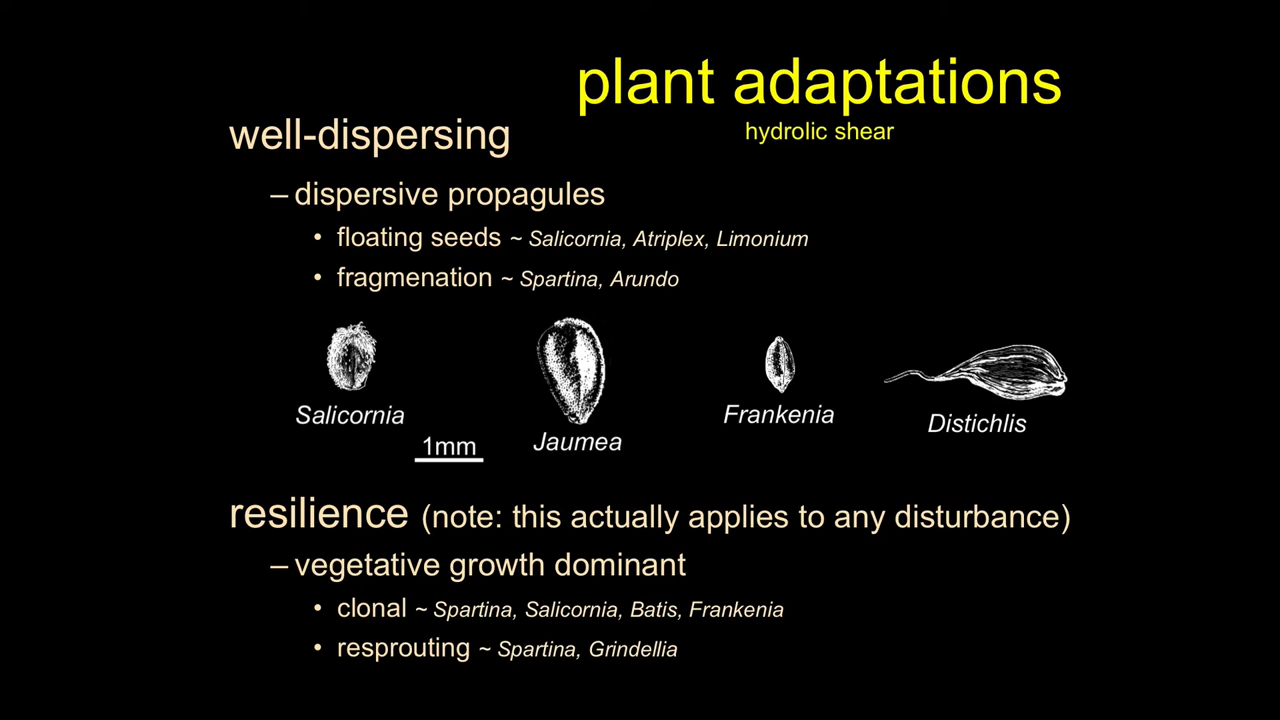 plant adaptations
hydrolic shear
well-dispersing
– dispersive propagules
• floating seeds ~ Salicornia, Atriplex, Limonium
• fragmenation ~ Spartina, Arundo
Salicornia
1mm
Jaumea
Frankenia
Distichlis
resilience (note: this actually applies to any disturbance)
– vegetative growth dominant
• clonal ~ Spartina, Salicornia, Batis, Frankenia
• resprouting ~ Spartina, Grindellia